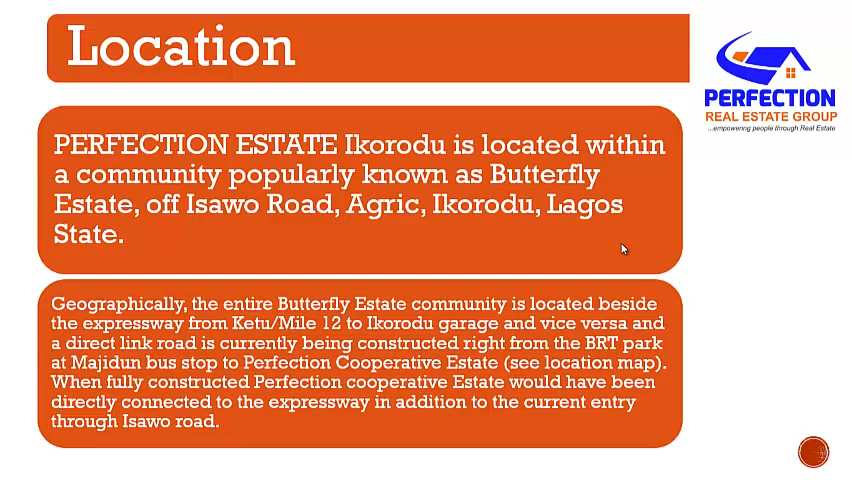 Location
PERFECTION
REAL ESTATE GROUP
...empowering people through Real Estate
PERFECTION ESTATE Ikorodu is located within
a community popularly known as Butterfly
Estate, off Isawo Road, Agric, Ikorodu, Lagos
State.
Geographically, the entire Butterfly Estate community is located beside
the expressway from Ketu/Mile 12 to Ikorodu garage and vice versa and
a direct link road is currently being constructed right from the BRT park
at Majidun bus stop to Perfection Cooperative Estate (see location map).
When fully constructed Perfection cooperative Estate would have been
directly connected to the expressway in addition to the current entry
through Isawo road.